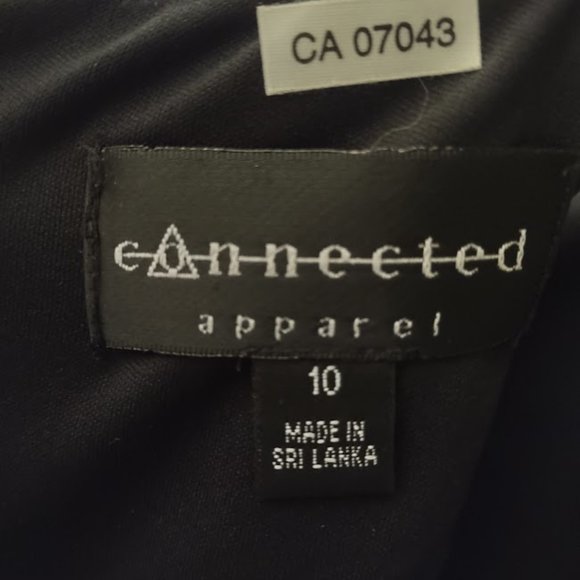 CA 07043
connected
apparel
10
MADE IN
SRI LANKA